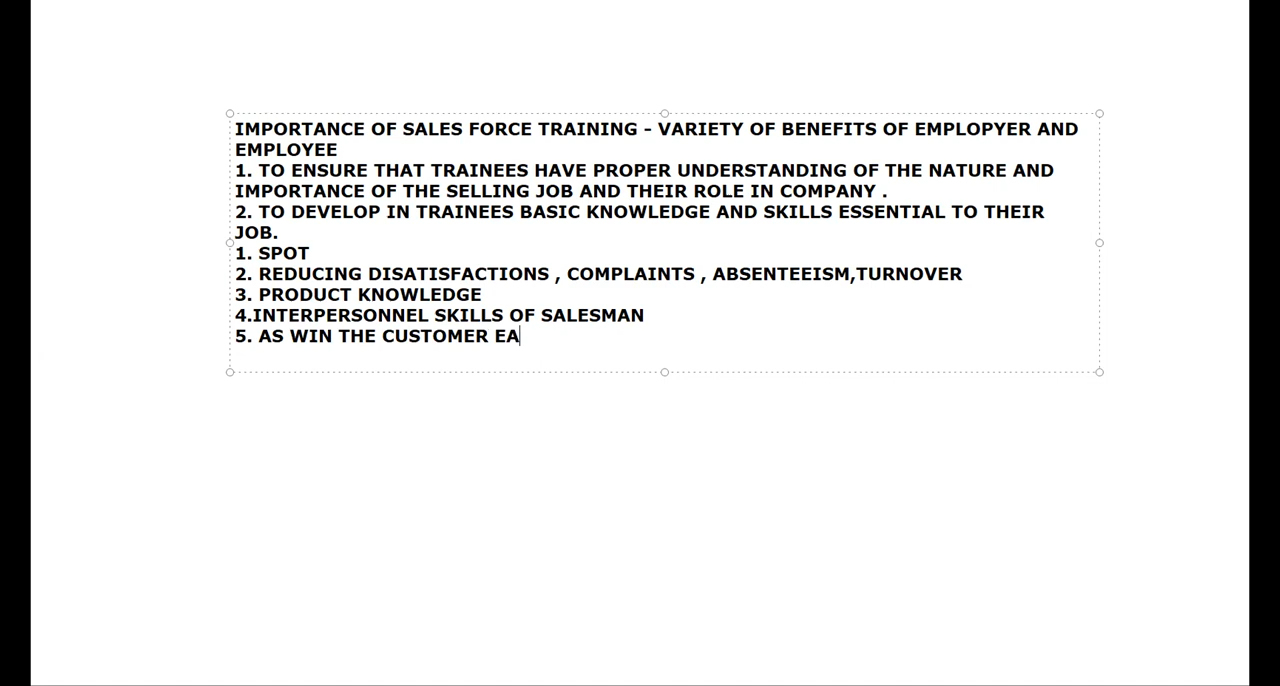 IMPORTANCE OF SALES FORCE TRAINING - VARIETY OF BENEFITS OF EMPLOPYER AND
EMPLOYEE
1. TO ENSURE THAT TRAINEES HAVE PROPER UNDERSTANDING OF THE NATURE AND
IMPORTANCE OF THE SELLING JOB AND THEIR ROLE IN COMPANY .
2. TO DEVELOP IN TRAINEES BASIC KNOWLEDGE AND SKILLS ESSENTIAL TO THEIR
JOB.
1. SPOT
2. REDUCING DISATISFACTIONS , COMPLAINTS , ABSENTEEISM,TURNOVER
3. PRODUCT KNOWLEDGE
4.INTERPERSONNEL SKILLS OF SALESMAN
5. AS WIN THE CUSTOMER EA